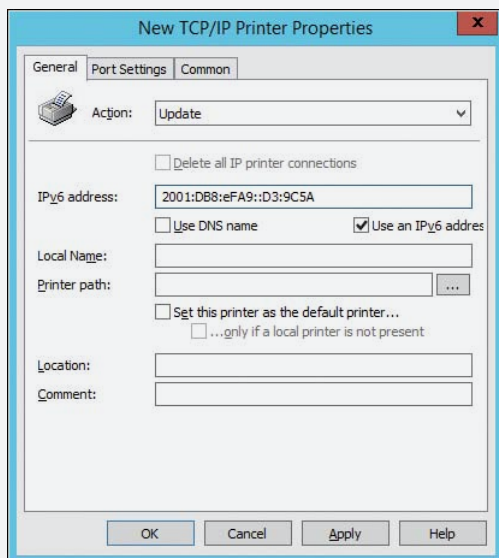 New TCP/IP Printer Properties
x
General Port Settings Common
Action: Update
Delete all IP printer connections
IPv6 address: 2001:DB8:eFA9::D3:9C5A
Use DNS name Use an IPv6 addres
Local Name:
Printer path: ...
Set this printer as the default printer...
...only if a local printer is not present
Location:
Comment:
OK Cancel Apply Help